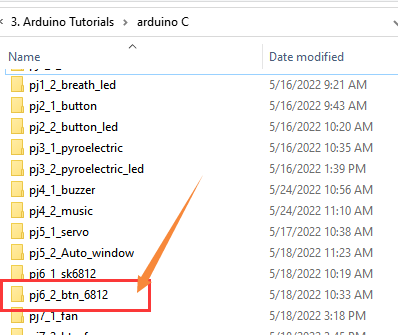 3. Arduino Tutorials > arduino C
Name Date modified
pj1_2_breath_led 5/16/2022 9:21 AM
pj2_1_button 5/16/2022 9:43 AM
pj2_2_button_led 5/16/2022 10:20 AM
pj3_1_pyroelectric 5/16/2022 10:35 AM
pj3_2_pyroelectric_led 5/16/2022 1:39 PM
pj4_1_buzzer 5/24/2022 10:56 AM
pj4_2_music 5/24/2022 11:10 AM
pj5_1_servo 5/17/2022 10:38 AM
pj5_2_Auto_window 5/18/2022 11:23 AM
pj6_1_sk6812 5/18/2022 10:19 AM
pj6_2_btn_6812 5/18/2022 10:33 AM
pj7_1_fan 5/18/2022 3:18 PM